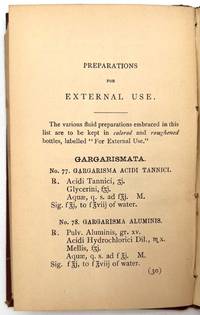 PREPARATIONS
FOR
EXTERNAL USE.
The various fluid preparations embraced in this
list are to be kept in colored and roughened
bottles, labelled "For External Use."
GARGARISMATA.
No. 77. GARGARISMA ACIDI TANNICI.
R. Acidi Tannici, ʒj.
Glycerini, fʒj.
Aquæ, q. s. ad f℥j. M.
Sig. f℥j, to f℥viij of water.
No. 78. GARGARISMA ALUMINIS.
R. Pulv. Aluminis, gr. xv.
Acidi Hydrochlorici Dil., ♏x.
Mellis, fʒj.
Aquæ, q. s. ad f℥j. M.
Sig f℥j, to f℥viij of water.
(30)